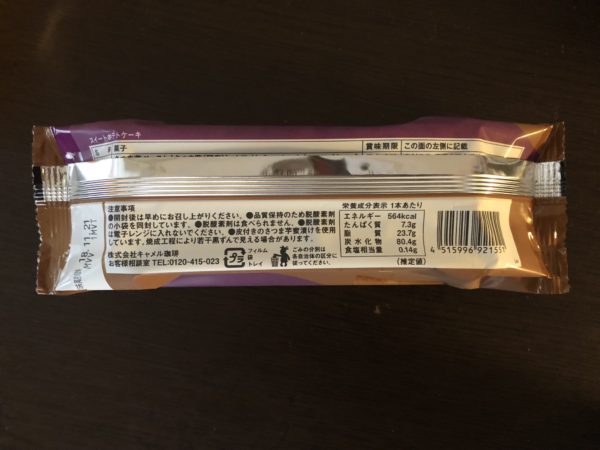 スイートポテトケーキ
菓子
賞味期限 この面の左側に記載
注意事項
●開封後は早めにお召し上がりください。●品質保持のため脱酸素剤
の小袋を同封しています。●脱酸素剤は食べられません。●脱酸素剤
は電子レンジに入れないでください。●皮付きのさつま芋蜜漬けを使用
しています。焼成工程により若干黒ずんで見える場合があります。
株式会社キャメル珈琲
お客様相談室 TEL:0120-415-023
プラ
フィルム
袋
トレイ
ごみの分別は
各自治体の区分に
従ってください。
栄養成分表示 1本あたり
エネルギー 564kcal
たんぱく質 7.3g
脂質 23.7g
炭水化物 80.4g
食塩相当量 0.14g
(推定値)
4 515996 92155
11.21
MVT